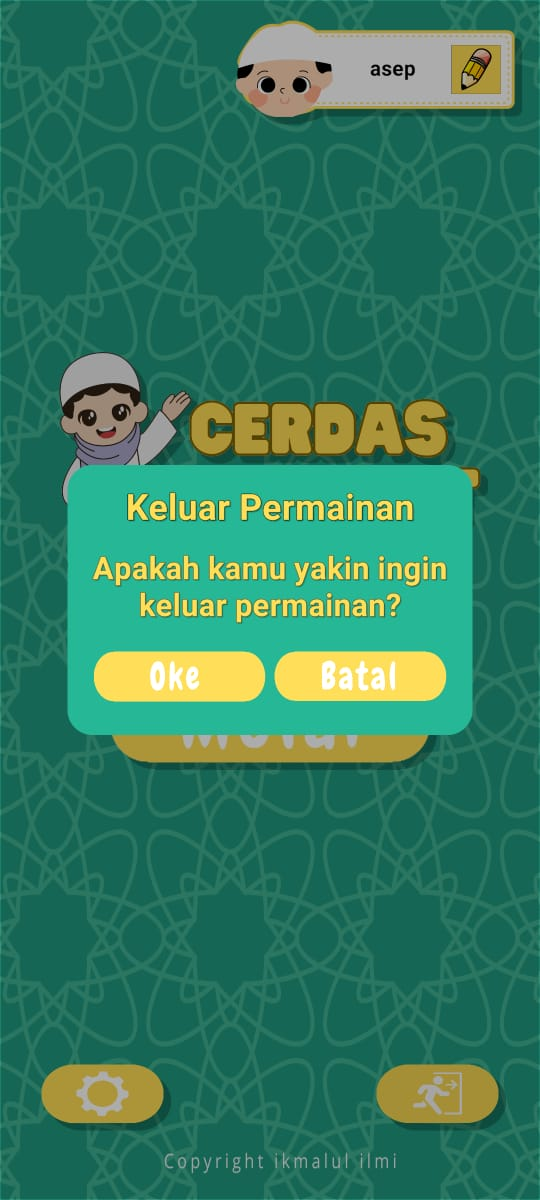 asep
CERDAS
Keluar Permainan
Apakah kamu yakin ingin
keluar permainan?
Oke
Batal
Copyright ikmalul ilmi